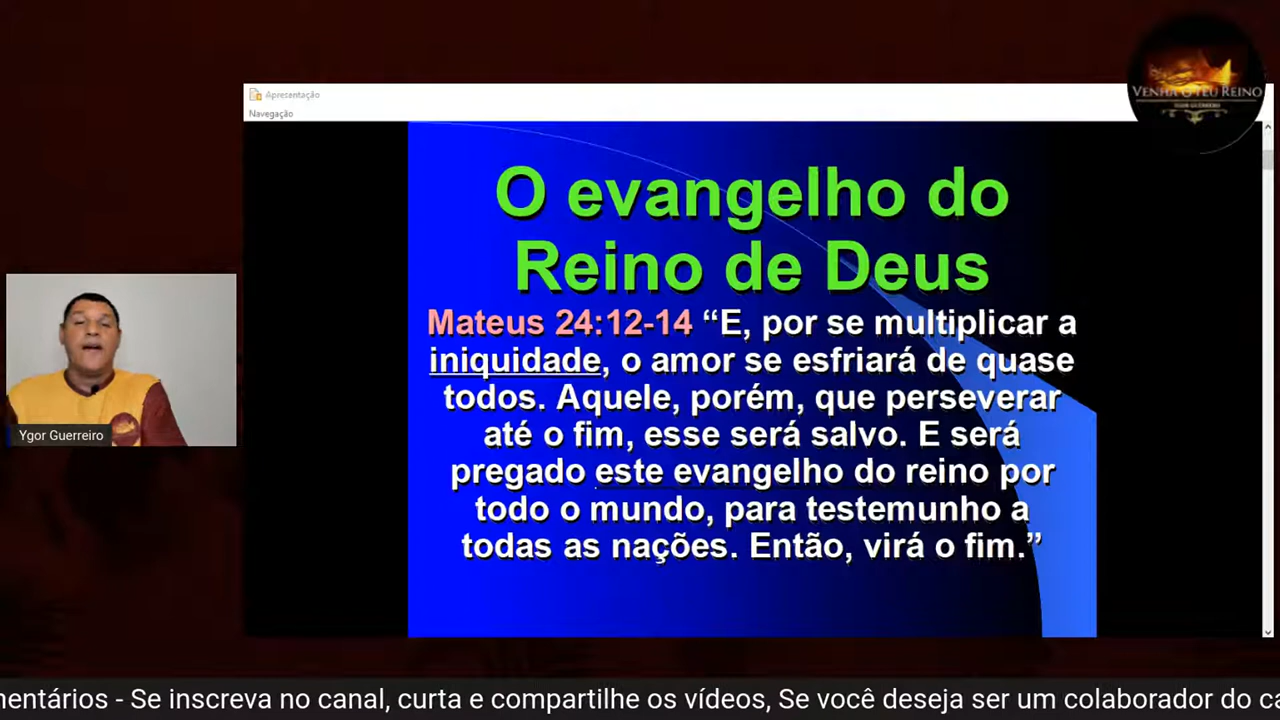 VENHA O TEU REINO
YGOR GUERREIRO
Apresentação
Navegação
O evangelho do
Reino de Deus
Mateus 24:12-14 “E, por se multiplicar a
iniquidade, o amor se esfriará de quase
todos. Aquele, porém, que perseverar
até o fim, esse será salvo. E será
pregado este evangelho do reino por
todo o mundo, para testemunho a
todas as nações. Então, virá o fim.”
Ygor Guerreiro
mentários - Se inscreva no canal, curta e compartilhe os vídeos, Se você deseja ser um colaborador do ca